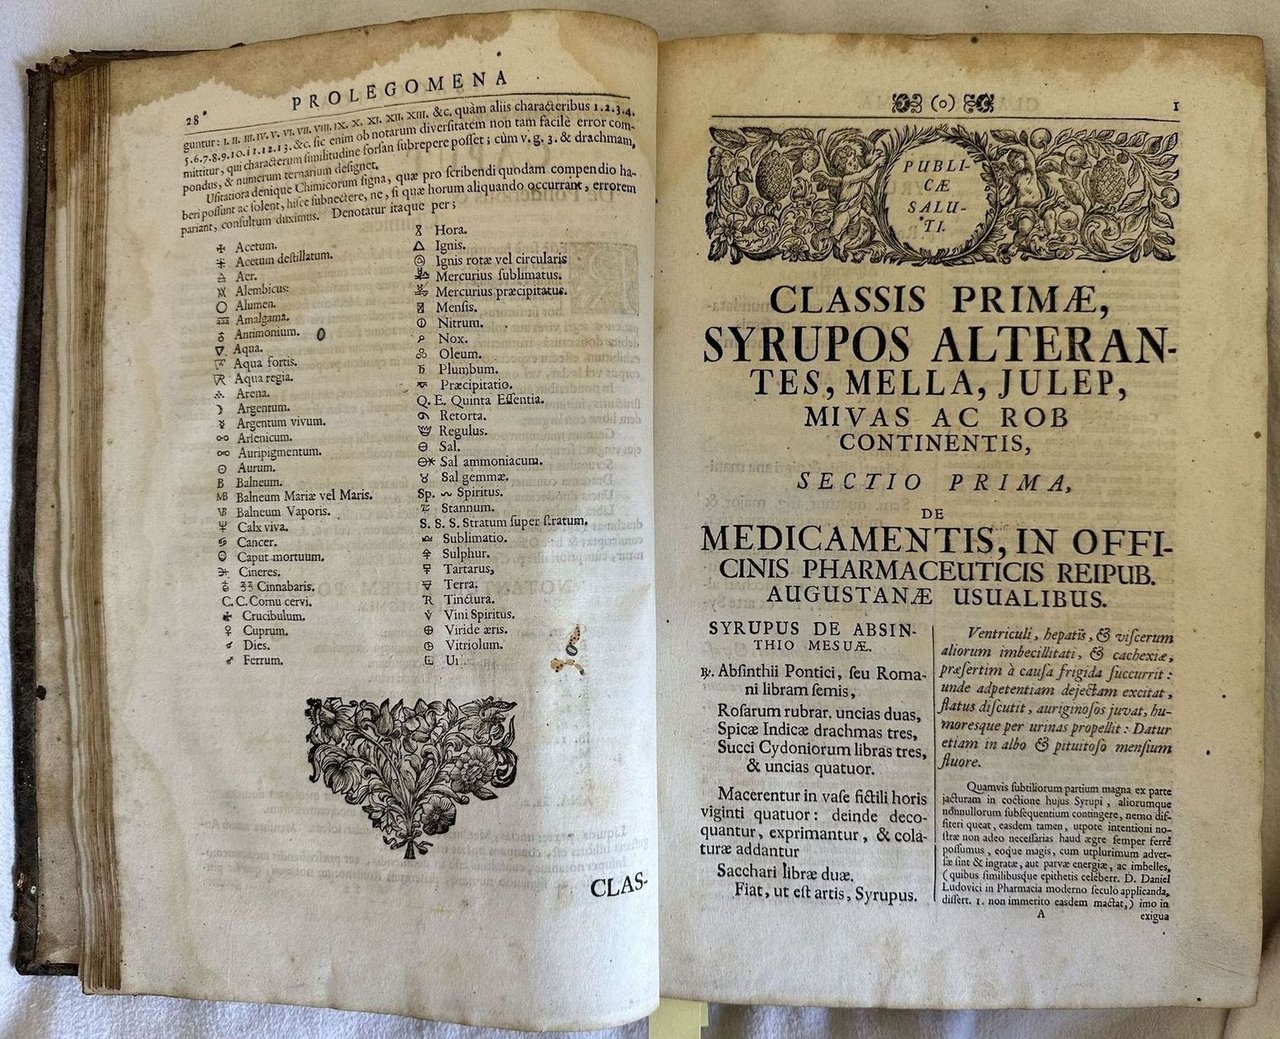 28
PROLEGOMENA
guntur: I. II. III. IV. V. VI. VII. VIII. IX. X. XI. XII. XIII. &c. quàm aliis characteribus 1. 2. 3. 4.
5. 6. 7. 8. 9. 10. 11. 12. 13. &c. sic enim ob notarum diversitatem non tam facilè error com-
mittitur, qui characterum similitudine forsan subrepere posset; cùm v. g. 3. & drachmam,
pondus, & numerum ternarium designet.
Usitatiora denique Chimicorum signa, quæ pro scribendi quodam compendio ha-
beri possunt ac solent, hisce subnectere, ne, si quæ horum aliquando occurrant, errorem
pariant, consultum duximus. Denotatur itaque per;
Acetum.
Acetum destillatum.
🜁 Aer.
Alembicus:
Alumen.
Amalgama.
♁ Antimonium.
🜄 Aqua.
Aqua fortis.
Aqua regia.
Arena.
☽ Argentum.
☿ Argentum vivum.
Arsenicum.
Auripigmentum.
☉ Aurum.
B Balneum.
MB Balneum Mariæ vel Maris.
VB Balneum Vaporis.
Calx viva.
♋ Cancer.
Caput mortuum.
Cineres.
33 Cinnabaris.
C. C. Cornu cervi.
Crucibulum.
♀ Cuprum.
Dies.
♂ Ferrum.
Hora.
🜂 Ignis.
Ignis rotæ vel circularis
Mercurius sublimatus.
Mercurius præcipitatus.
Mensis.
Nitrum.
Nox.
Oleum.
♄ Plumbum.
Præcipitatio.
Q. E. Quinta Essentia.
Retorta.
Regulus.
Sal.
Sal ammoniacum.
Sal gemmæ.
Sp. Spiritus.
♃ Stannum.
S. S. S. Stratum super stratum.
Sublimatio.
Sulphur.
Tartarus,
🜃 Terra.
Tinctura.
Vini Spiritus.
Viride æris.
Vitriolum.
CLAS-
(o)
1
PUBLI-
CÆ
SALU-
TI.
CLASSIS PRIMÆ,
SYRUPOS ALTERAN-
TES, MELLA, JULEP,
MIVAS AC ROB
CONTINENTIS,
SECTIO PRIMA,
DE
MEDICAMENTIS, IN OFFI-
CINIS PHARMACEUTICIS REIPUB.
AUGUSTANÆ USUALIBUS.
SYRUPUS DE ABSIN-
THIO MESUÆ.
℞. Absinthii Pontici, seu Roma-
ni libram semis,
Rosarum rubrar. uncias duas,
Spicæ Indicæ drachmas tres,
Succi Cydoniorum libras tres,
& uncias quatuor.
Macerentur in vase fictili horis
viginti quatuor: deinde deco-
quantur, exprimantur, & cola-
turæ addantur
Sacchari libræ duæ.
Fiat, ut est artis, Syrupus.
Ventriculi, hepatis, & viscerum
aliorum imbecillitati, & cachexiæ,
præsertim à causa frigida succurrit:
unde adpetentiam dejectam excitat,
flatus discutit, auriginosos juvat, hu-
moresque per urinas propellit: Datur
etiam in albo & pituitoso mensium
fluore.
Quamvis subtiliorum partium magna ex parte
jacturam in coctione hujus Syrupi, aliorumque
nonnullorum subsequentium contingere, nemo dif-
fiteri queat, easdem tamen, utpote intentioni no-
stræ non adeo necessarias haud ægre semper ferrè
possumus, eoque magis, cum utplurimum adver-
sæ sint & ingratæ, aut parvæ energiæ, ac imbelles,
(quibus similibusque epithetis celeberr. D. Daniel
Ludovici in Pharmacia moderno seculo applicanda,
dissert. 1. non immerito easdem mactat,) imo in
A
exigua